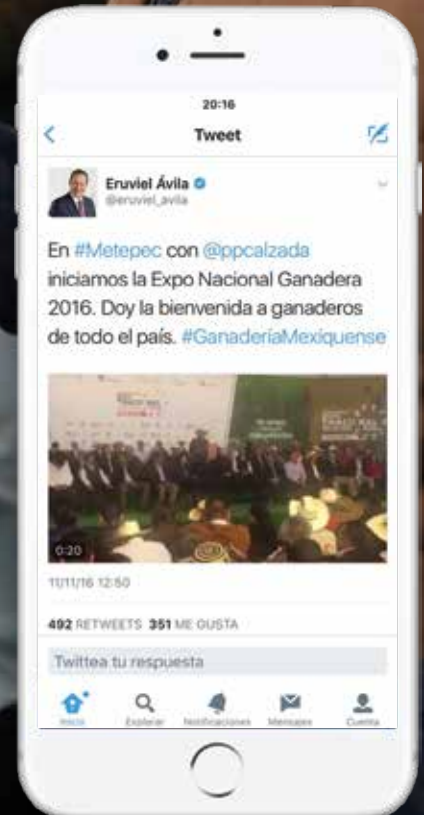 20:16
Tweet
Eruviel Ávila
@eruviel_avila
En #Metepec con @ppcalzada
iniciamos la Expo Nacional Ganadera
2016. Doy la bienvenida a ganaderos
de todo el país. #GanaderíaMexiquense
0:20
11/11/16 12:50
492 RETWEETS 351 ME GUSTA
Twittea tu respuesta
Inicio Explorar Notificaciones Mensajes Cuenta